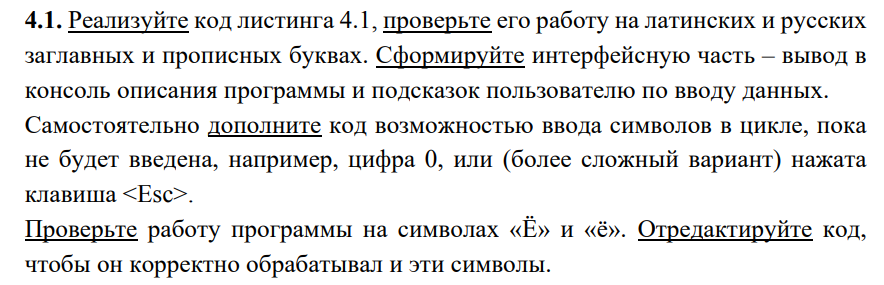 4.1. Реализуйте код листинга 4.1, проверьте его работу на латинских и русских
заглавных и прописных буквах. Сформируйте интерфейсную часть – вывод в
консоль описания программы и подсказок пользователю по вводу данных.
Самостоятельно дополните код возможностью ввода символов в цикле, пока
не будет введена, например, цифра 0, или (более сложный вариант) нажата
клавиша <Esc>.
Проверьте работу программы на символах «Ё» и «ё». Отредактируйте код,
чтобы он корректно обрабатывал и эти символы.